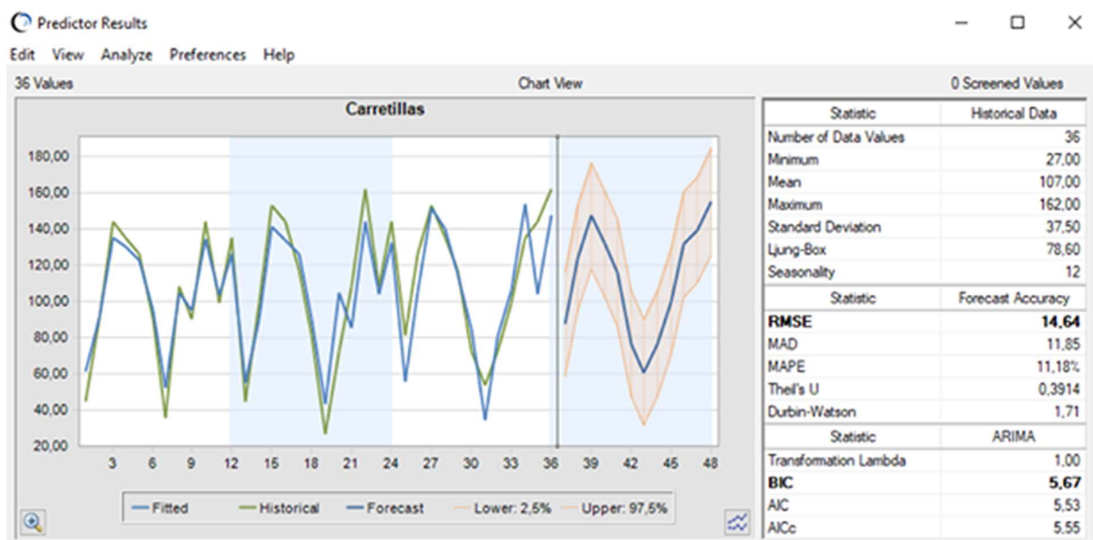 Predictor Results
Edit View Analyze Preferences Help
36 Values Chart View 0 Screened Values
Carretillas
180,00
160,00
140,00
120,00
100,00
80,00
60,00
40,00
20,00
3 6 9 12 15 18 21 24 27 30 33 36 39 42 45 48
Fitted Historical Forecast Lower: 2,5% Upper: 97,5%
Statistic Historical Data
Number of Data Values 36
Minimum 27,00
Mean 107,00
Maximum 162,00
Standard Deviation 37,50
Ljung-Box 78,60
Seasonality 12
Statistic Forecast Accuracy
RMSE 14,64
MAD 11,85
MAPE 11,18%
Theil's U 0,3914
Durbin-Watson 1,71
Statistic ARIMA
Transformation Lambda 1,00
BIC 5,67
AIC 5,53
AICc 5,55